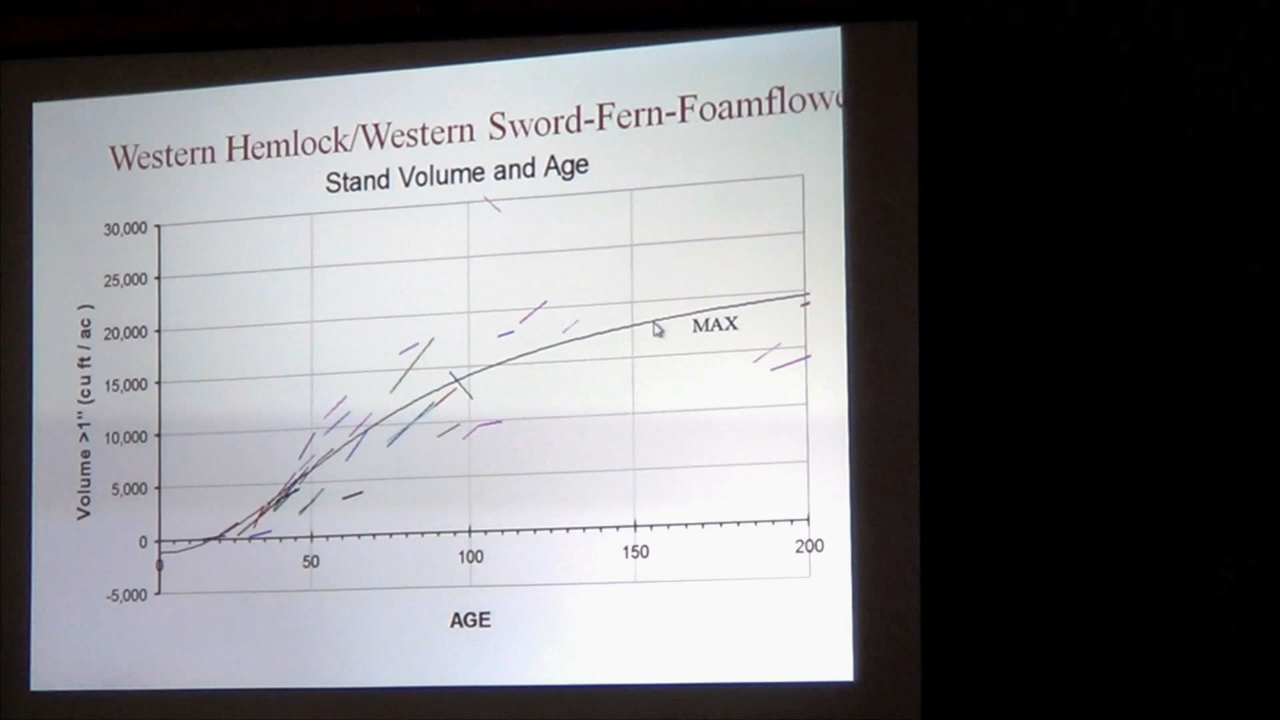 Western Hemlock/Western Sword-Fern-Foamflowe
Stand Volume and Age
30,000
25,000
20,000
15,000
10,000
5,000
0
-5,000
Volume >1" (cu ft / ac )
MAX
0
50
100
150
200
AGE